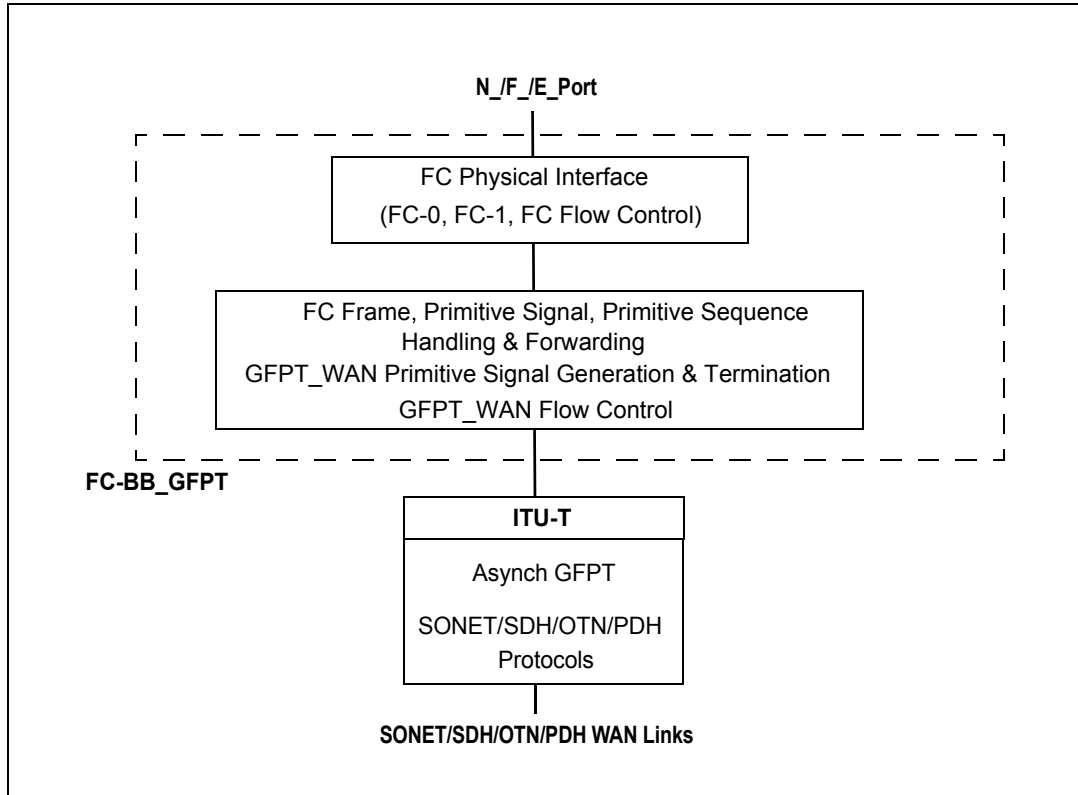 N_/F_/E_Port
FC Physical Interface
(FC-0, FC-1, FC Flow Control)
FC Frame, Primitive Signal, Primitive Sequence
Handling & Forwarding
GFPT_WAN Primitive Signal Generation & Termination
GFPT_WAN Flow Control
FC-BB_GFPT
ITU-T
Asynch GFPT
SONET/SDH/OTN/PDH
Protocols
SONET/SDH/OTN/PDH WAN Links